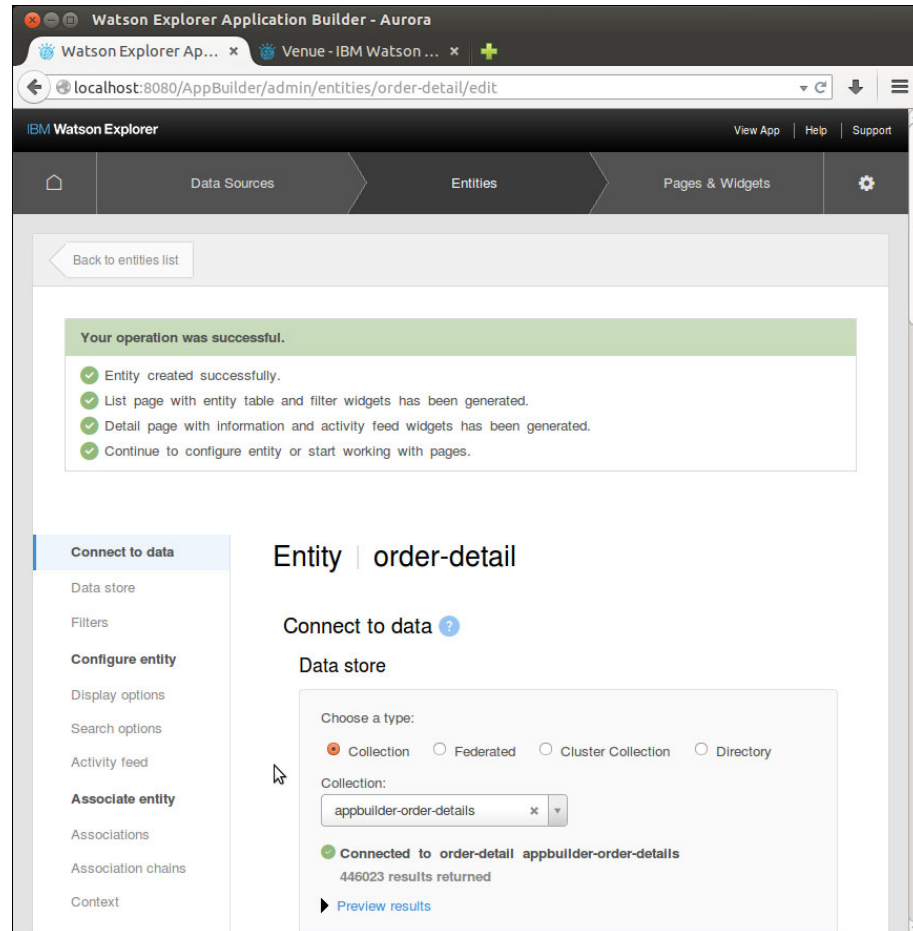 Watson Explorer Application Builder - Aurora
Watson Explorer Ap... Venue - IBM Watson ...
localhost:8080/AppBuilder/admin/entities/order-detail/edit
IBM Watson Explorer View App Help Support
Data Sources Entities Pages & Widgets
Back to entities list
Your operation was successful.
Entity created successfully.
List page with entity table and filter widgets has been generated.
Detail page with information and activity feed widgets has been generated.
Continue to configure entity or start working with pages.
Connect to data
Data store
Filters
Configure entity
Display options
Search options
Activity feed
Associate entity
Associations
Association chains
Context
Entity order-detail
Connect to data ?
Data store
Choose a type:
Collection Federated Cluster Collection Directory
Collection:
appbuilder-order-details
Connected to order-detail appbuilder-order-details
446023 results returned
Preview results